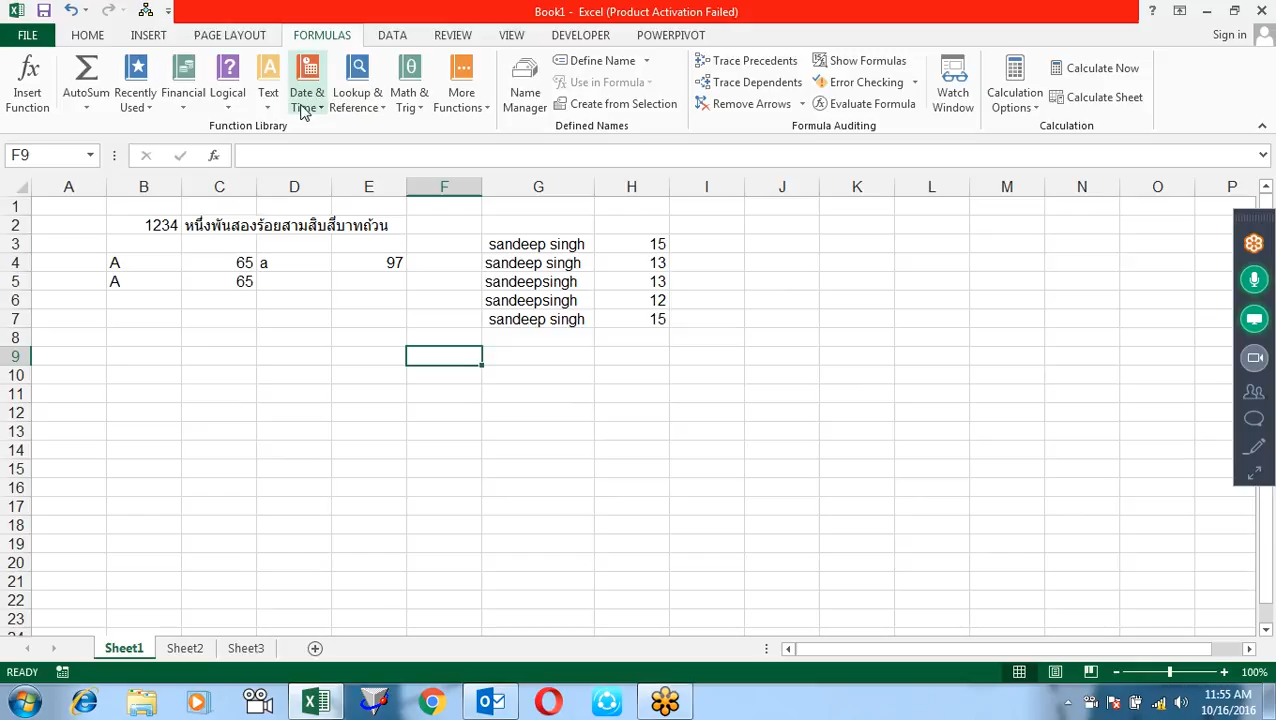 Book1 - Excel (Product Activation Failed)
FILE HOME INSERT PAGE LAYOUT FORMULAS DATA REVIEW VIEW DEVELOPER POWERPIVOT Sign in
Insert Function
AutoSum
Recently Used
Financial
Logical
Text
Date & Time
Lookup & Reference
Math & Trig
More Functions
Function Library
Name Manager
Define Name
Use in Formula
Create from Selection
Defined Names
Trace Precedents
Trace Dependents
Remove Arrows
Show Formulas
Error Checking
Evaluate Formula
Formula Auditing
Watch Window
Calculation Options
Calculate Now
Calculate Sheet
Calculation
F9 fx
A B C D E F G H I J K L M N O P
1
2 1234 หนึ่งพันสองร้อยสามสิบสี่บาทถ้วน
3 sandeep singh 15
4 A 65 a 97 sandeep singh 13
5 A 65 sandeepsingh 13
6 sandeepsingh 12
7 sandeep singh 15
8
9
10
11
12
13
14
15
16
17
18
19
20
21
22
23
Sheet1 Sheet2 Sheet3
READY 100%
11:55 AM
10/16/2016